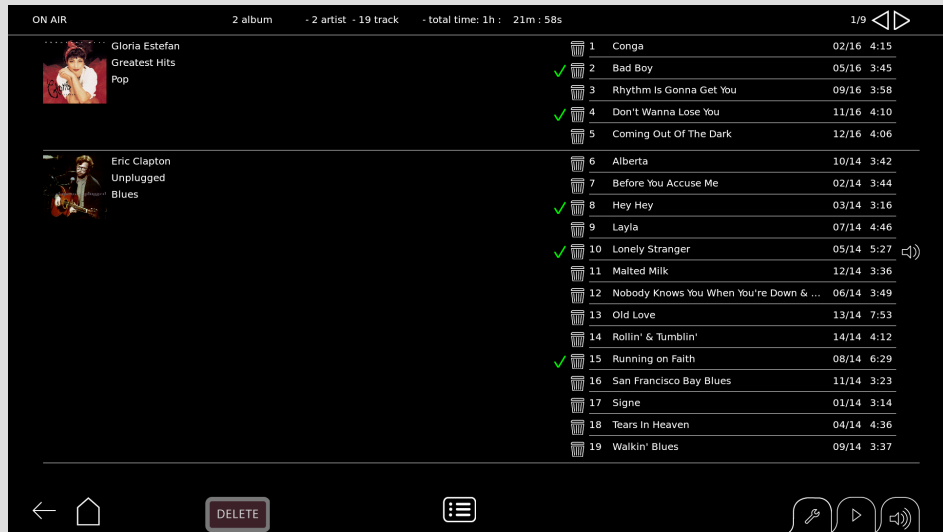 ON AIR 2 album - 2 artist - 19 track - total time: 1h : 21m : 58s 1/9
Gloria Estefan
Greatest Hits
Pop
1 Conga 02/16 4:15
2 Bad Boy 05/16 3:45
3 Rhythm Is Gonna Get You 09/16 3:58
4 Don't Wanna Lose You 11/16 4:10
5 Coming Out Of The Dark 12/16 4:06
Eric Clapton
Unplugged
Blues
6 Alberta 10/14 3:42
7 Before You Accuse Me 02/14 3:44
8 Hey Hey 03/14 3:16
9 Layla 07/14 4:46
10 Lonely Stranger 05/14 5:27
11 Malted Milk 12/14 3:36
12 Nobody Knows You When You're Down & ... 06/14 3:49
13 Old Love 13/14 7:53
14 Rollin' & Tumblin' 14/14 4:12
15 Running on Faith 08/14 6:29
16 San Francisco Bay Blues 11/14 3:23
17 Signe 01/14 3:14
18 Tears In Heaven 04/14 4:36
19 Walkin' Blues 09/14 3:37
DELETE